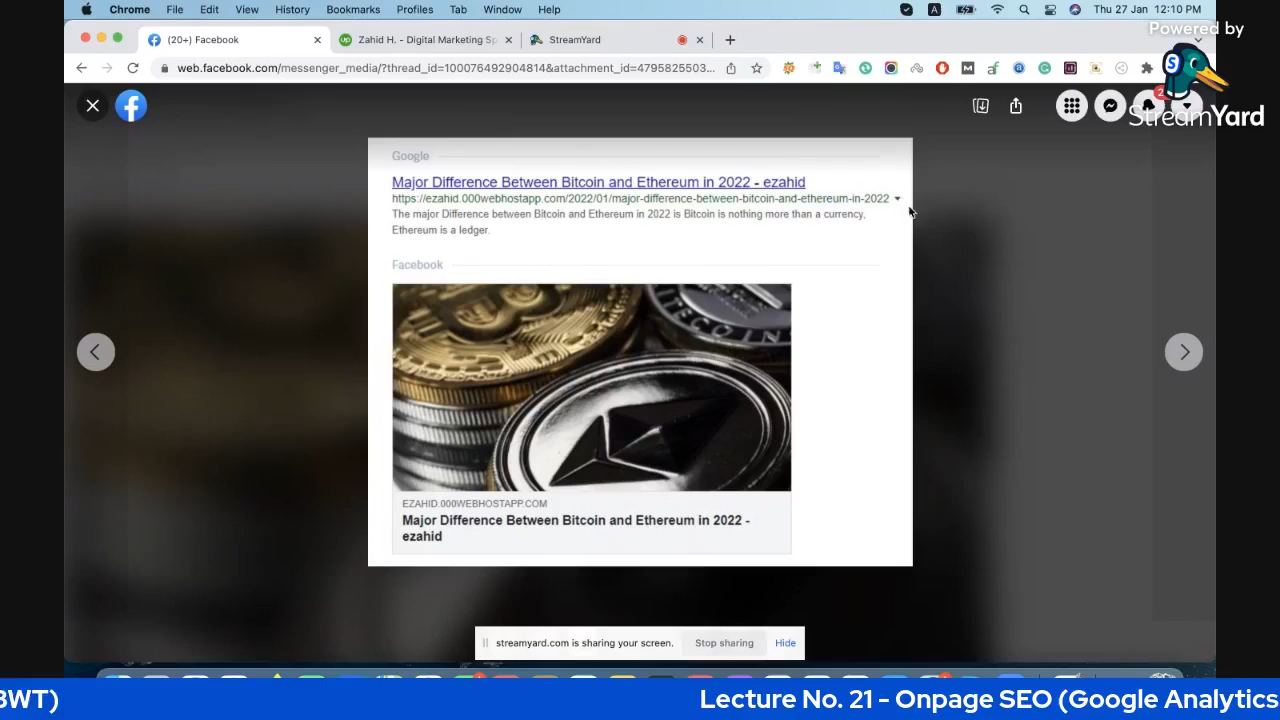 Chrome File Edit View History Bookmarks Profiles Tab Window Help
Thu 27 Jan 12:10 PM
Powered by
StreamYard
(20+) Facebook
Zahid H. - Digital Marketing Sp
StreamYard
web.facebook.com/messenger_media/?thread_id=100010492904814&attachment_id=4795825503...
Google
Major Difference Between Bitcoin and Ethereum in 2022 - ezahid
https://ezahid.000webhostapp.com/2022/01/major-difference-between-bitcoin-and-ethereum-in-2022
The major Difference between Bitcoin and Ethereum in 2022 is Bitcoin is nothing more than a currency,
Ethereum is a ledger.
Facebook
EZAHID.000WEBHOSTAPP.COM
Major Difference Between Bitcoin and Ethereum in 2022 -
ezahid
streamyard.com is sharing your screen. Stop sharing Hide
BWT) Lecture No. 21 - Onpage SEO (Google Analytics